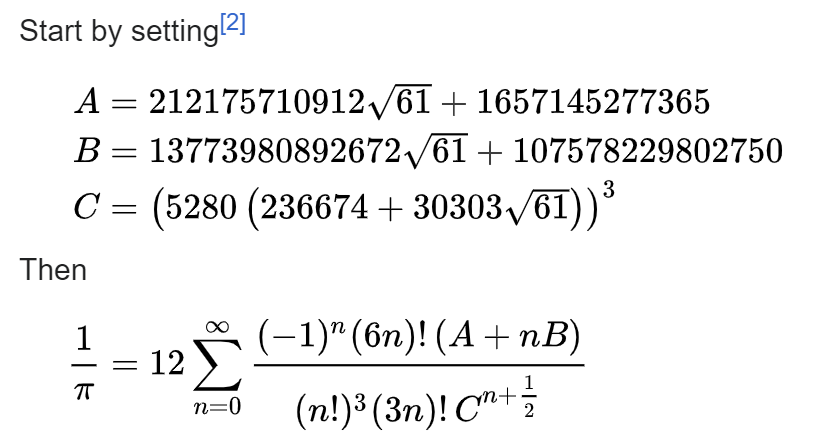 Start by setting[2]
A = 212175710912√61 + 1657145277365
B = 13773980892672√61 + 107578229802750
C = (5280 (236674 + 30303√61))³
Then
1/π = 12 ∑_{n=0}^{∞} (−1)ⁿ (6n)! (A + nB) / (n!)³ (3n)! C^{n+1/2}